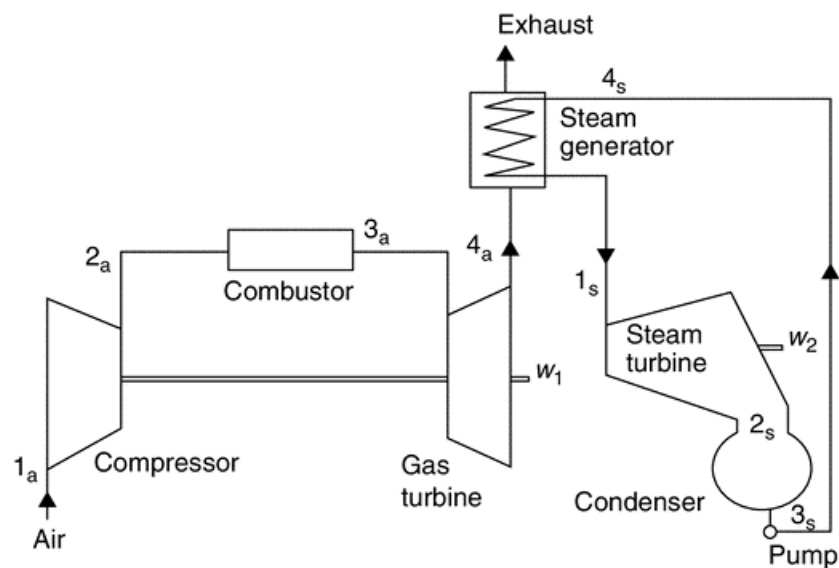 Exhaust
4s
Steam
generator
3a
2a
4a
Combustor
1s
Steam
turbine
w2
w1
2s
1a
Compressor
Gas
turbine
Condenser
3s
Air
Pump